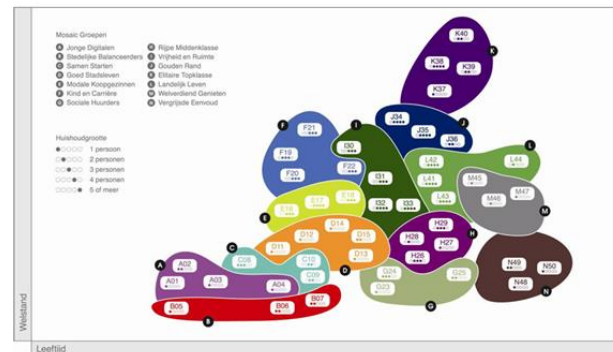 Mosaic Groepen
A Jonge Digitalen
B Stedelijke Balanceerders
C Samen Starten
D Goed Stadsleven
E Modale Koopgezinnen
F Kind en Carrière
G Sociale Huurders
H Rijpe Middenklasse
I Vrijheid en Ruimte
J Gouden Rand
K Elitaire Topklasse
L Landelijk Leven
M Welverdiend Genieten
N Vergrijsde Eenvoud
Huishoudgrootte
1 persoon
2 personen
3 personen
4 personen
5 of meer
K40
K38
K39
K37
K
J34
J35
J36
J
F21
F19
F20
F22
F
I30
I31
I32
I33
I
L42
L44
L41
L43
L
M45
M46
M47
M
E16
E17
E18
E
D14
D12
D15
D11
D13
D
H29
H28
H27
H26
H
C08
C10
C09
C
A02
A01
A03
A04
A
B05
B06
B07
B
G24
G25
G23
G
N49
N50
N48
N
Welstand
Leeftijd